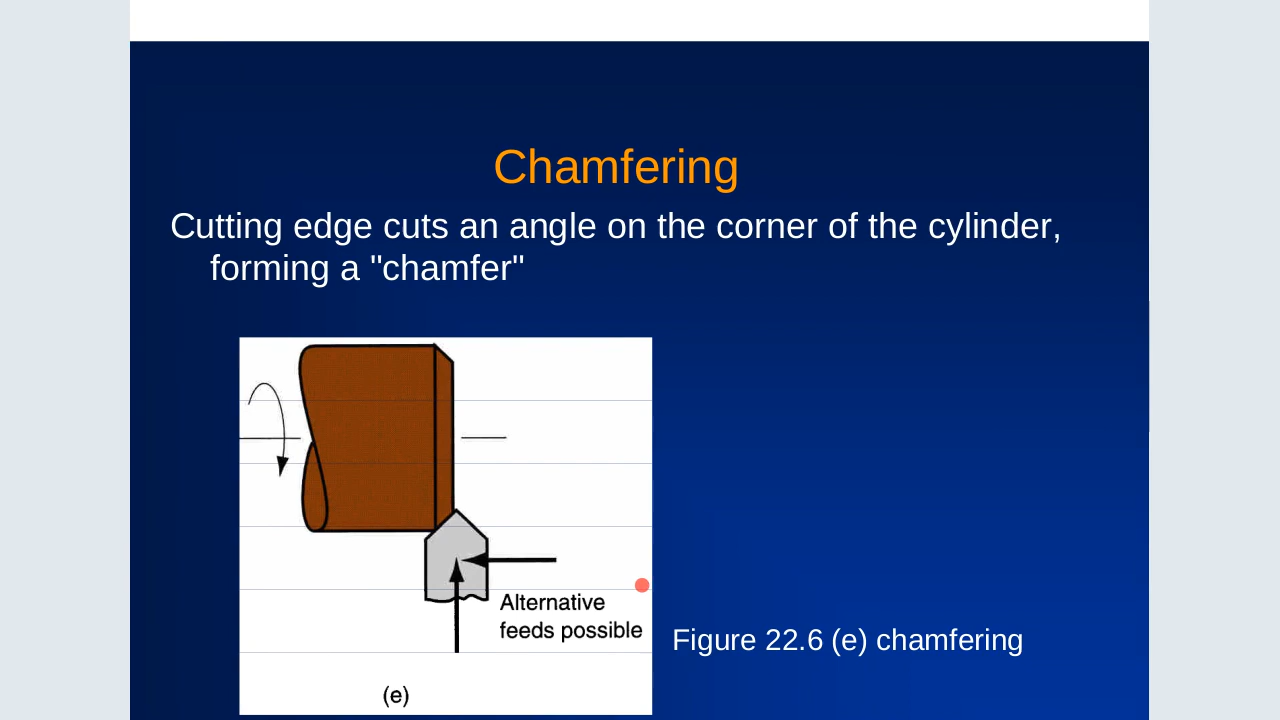 Chamfering
Cutting edge cuts an angle on the corner of the cylinder,
forming a "chamfer"
Alternative
feeds possible
Figure 22.6 (e) chamfering
(e)